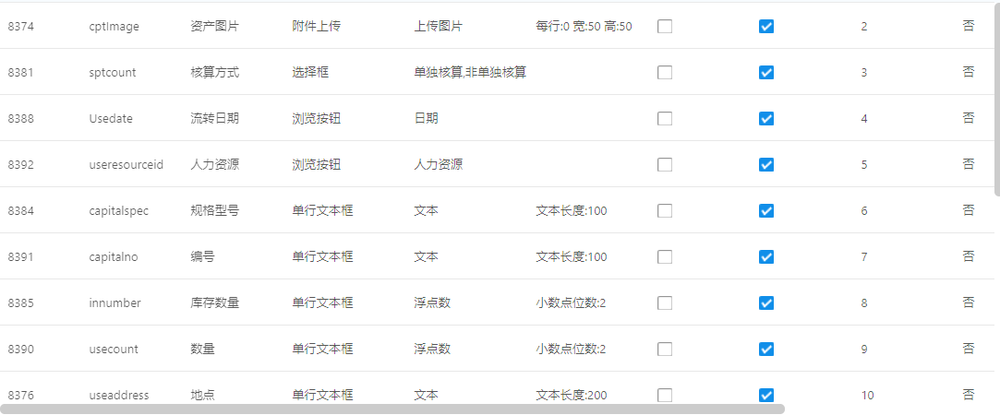 8374 cptImage 资产图片 附件上传 上传图片 每行:0 宽:50 高:50 2 否
8381 sptcount 核算方式 选择框 单独核算,非单独核算 3 否
8388 Usedate 流转日期 浏览按钮 日期 4 否
8392 useresourceid 人力资源 浏览按钮 人力资源 5 否
8384 capitalspec 规格型号 单行文本框 文本 文本长度:100 6 否
8391 capitalno 编号 单行文本框 文本 文本长度:100 7 否
8385 innumber 库存数量 单行文本框 浮点数 小数点位数:2 8 否
8390 usecount 数量 单行文本框 浮点数 小数点位数:2 9 否
8376 useaddress 地点 单行文本框 文本 文本长度:200 10 否